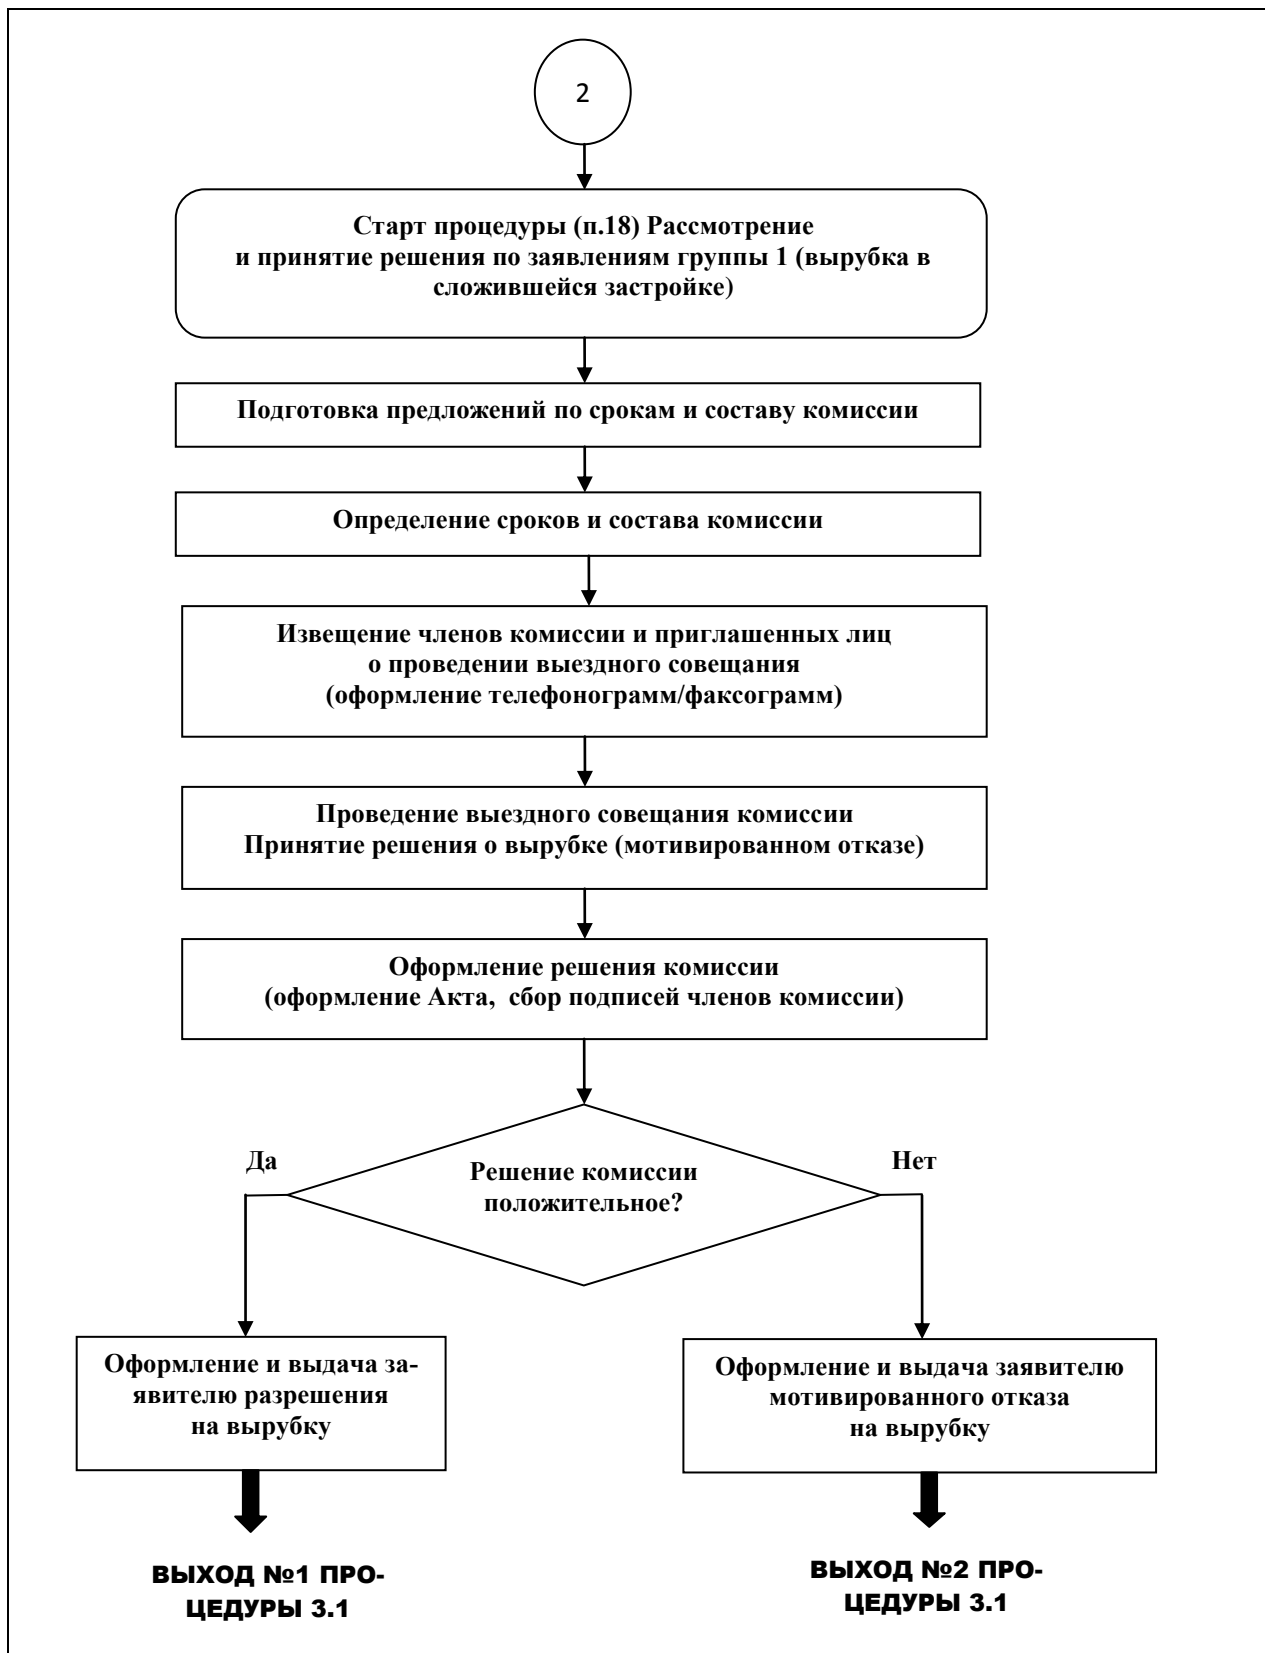 2
Старт процедуры (п.18) Рассмотрение
и принятие решения по заявлениям группы 1 (вырубка в
сложившейся застройке)
Подготовка предложений по срокам и составу комиссии
Определение сроков и состава комиссии
Извещение членов комиссии и приглашенных лиц
о проведении выездного совещания
(оформление телефонограмм/факсограмм)
Проведение выездного совещания комиссии
Принятие решения о вырубке (мотивированном отказе)
Оформление решения комиссии
(оформление Акта, сбор подписей членов комиссии)
Да
Нет
Решение комиссии
положительное?
Оформление и выдача за-
явителю разрешения
на вырубку
Оформление и выдача заявителю
мотивированного отказа
на вырубку
ВЫХОД №1 ПРО-
ЦЕДУРЫ 3.1
ВЫХОД №2 ПРО-
ЦЕДУРЫ 3.1